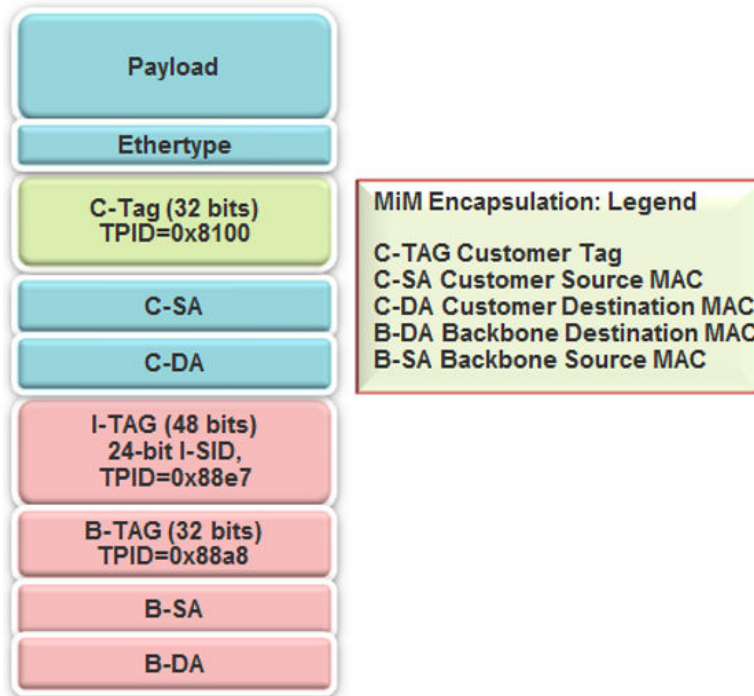 Payload
Ethertype
C-Tag (32 bits)
TPID=0x8100
C-SA
C-DA
I-TAG (48 bits)
24-bit I-SID,
TPID=0x88e7
B-TAG (32 bits)
TPID=0x88a8
B-SA
B-DA
MiM Encapsulation: Legend
C-TAG Customer Tag
C-SA Customer Source MAC
C-DA Customer Destination MAC
B-DA Backbone Destination MAC
B-SA Backbone Source MAC